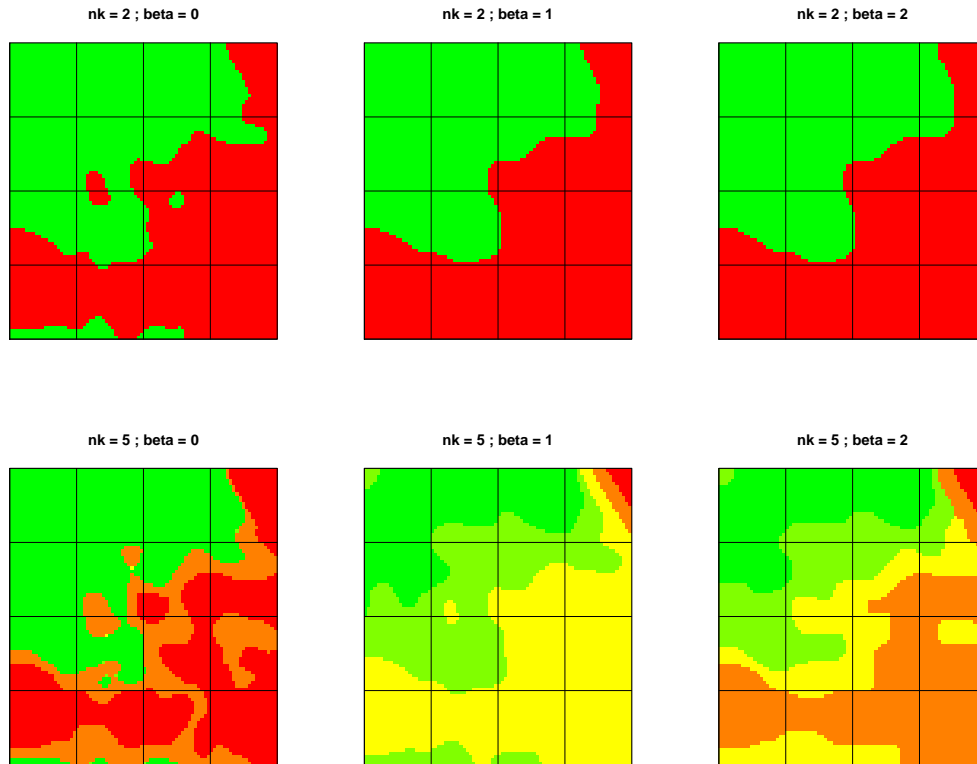 nk = 2 ; beta = 0
nk = 2 ; beta = 1
nk = 2 ; beta = 2
nk = 5 ; beta = 0
nk = 5 ; beta = 1
nk = 5 ; beta = 2